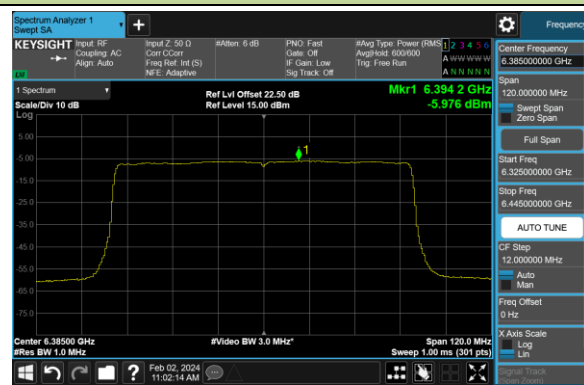 Spectrum Analyzer 1
Swept SA
Frequency
KEYSIGHT
Input: RF
Coupling: AC
Align: Auto
Input Z: 50 Ω
Corr CCorr
Freq Ref: Int (S)
NFE: Adaptive
#Atten: 6 dB
PNO: Fast
Gate: Off
IF Gain: Low
Sig Track: Off
#Avg Type: Power (RMS
Avg|Hold: 600/600
Trig: Free Run
1 2 3 4 5 6
A W W W W W
A N N N N N
1 Spectrum
Scale/Div 10 dB
Log
Ref Lvl Offset 22.50 dB
Ref Level 15.00 dBm
Mkr1 6.394 2 GHz
-5.976 dBm
1
5.00
-5.00
-15.0
-25.0
-35.0
-45.0
-55.0
-65.0
-75.0
Center 6.38500 GHz
#Res BW 1.0 MHz
#Video BW 3.0 MHz*
Span 120.0 MHz
Sweep 1.00 ms (301 pts)
Center Frequency
6.385000000 GHz
Span
120.000000 MHz
Swept Span
Zero Span
Full Span
Start Freq
6.325000000 GHz
Stop Freq
6.445000000 GHz
AUTO TUNE
CF Step
12.000000 MHz
Auto
Man
Freq Offset
0 Hz
X Axis Scale
Log
Lin
Signal Track
(Span Zoom)
Feb 02, 2024
11:02:14 AM